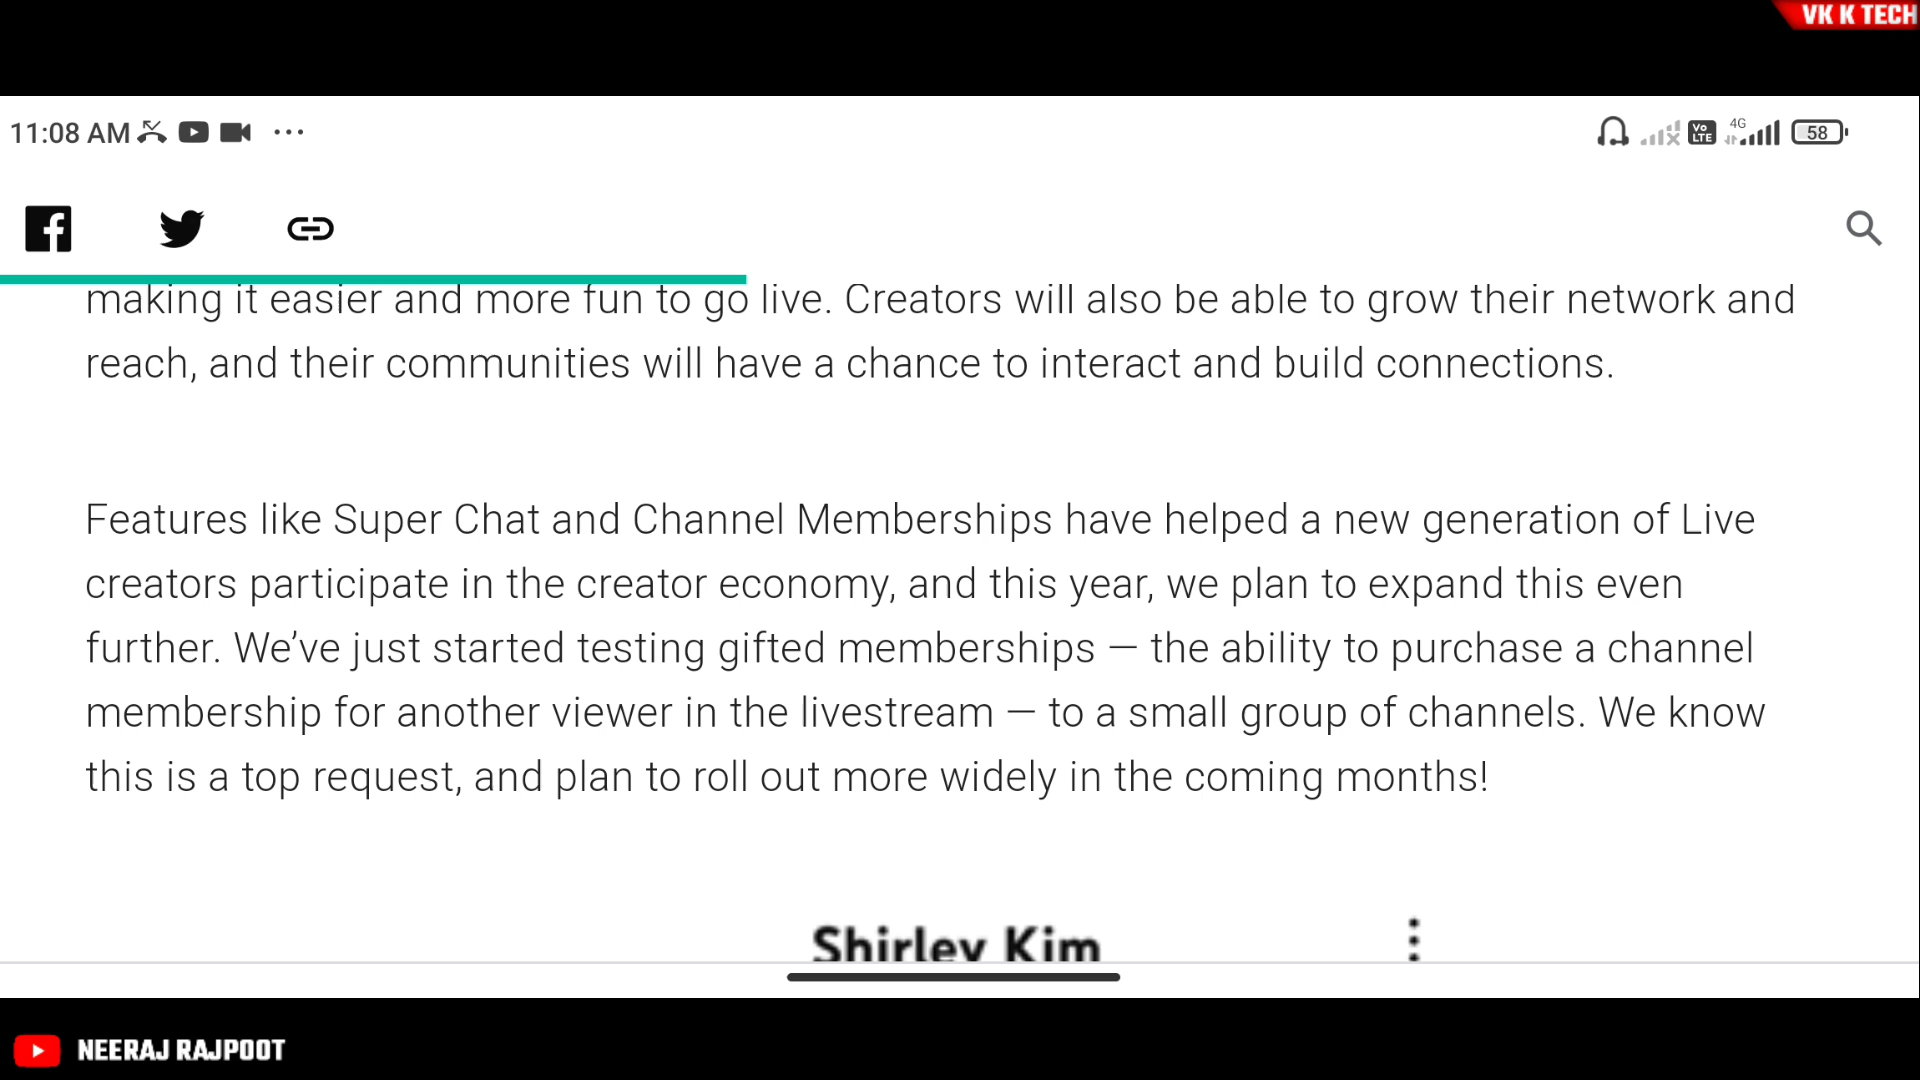 VK K TECH
11:08 AM
Vo LTE 4G 58
making it easier and more fun to go live. Creators will also be able to grow their network and
reach, and their communities will have a chance to interact and build connections.
Features like Super Chat and Channel Memberships have helped a new generation of Live
creators participate in the creator economy, and this year, we plan to expand this even
further. We’ve just started testing gifted memberships — the ability to purchase a channel
membership for another viewer in the livestream — to a small group of channels. We know
this is a top request, and plan to roll out more widely in the coming months!
Shirley Kim
NEERAJ RAJPOOT